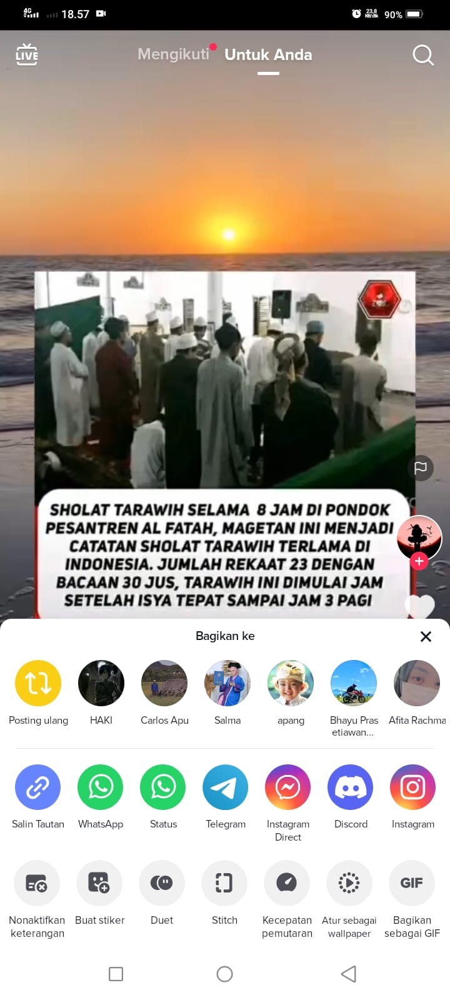 4G
18.57
23,8
KB/dtk
90%
LIVE
Mengikuti
Untuk Anda
SHOLAT TARAWIH SELAMA 8 JAM DI PONDOK
PESANTREN AL FATAH, MAGETAN INI MENJADI
CATATAN SHOLAT TARAWIH TERLAMA DI
INDONESIA. JUMLAH REKAAT 23 DENGAN
BACAAN 30 JUS, TARAWIH INI DIMULAI JAM
SETELAH ISYA TEPAT SAMPAI JAM 3 PAGI
Bagikan ke
Posting ulang
HAKI
Carlos Apu
Salma
apang
Bhayu Pras
etiawan...
Afita Rachma
Salin Tautan
WhatsApp
Status
Telegram
Instagram
Direct
Discord
Instagram
Nonaktifkan
keterangan
Buat stiker
Duet
Stitch
Kecepatan
pemutaran
Atur sebagai
wallpaper
GIF
Bagikan
sebagai GIF